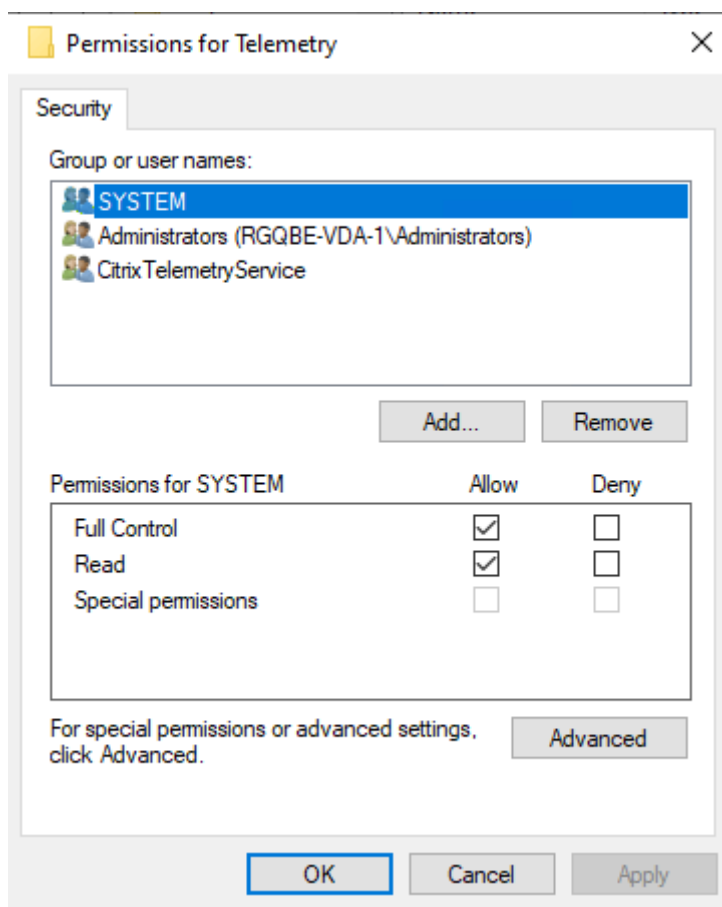 Permissions for Telemetry
Security
Group or user names:
SYSTEM
Administrators (RGQBE-VDA-1\Administrators)
CitrixTelemetryService
Add...
Remove
Permissions for SYSTEM
Allow
Deny
Full Control
Read
Special permissions
For special permissions or advanced settings,
click Advanced.
Advanced
OK
Cancel
Apply